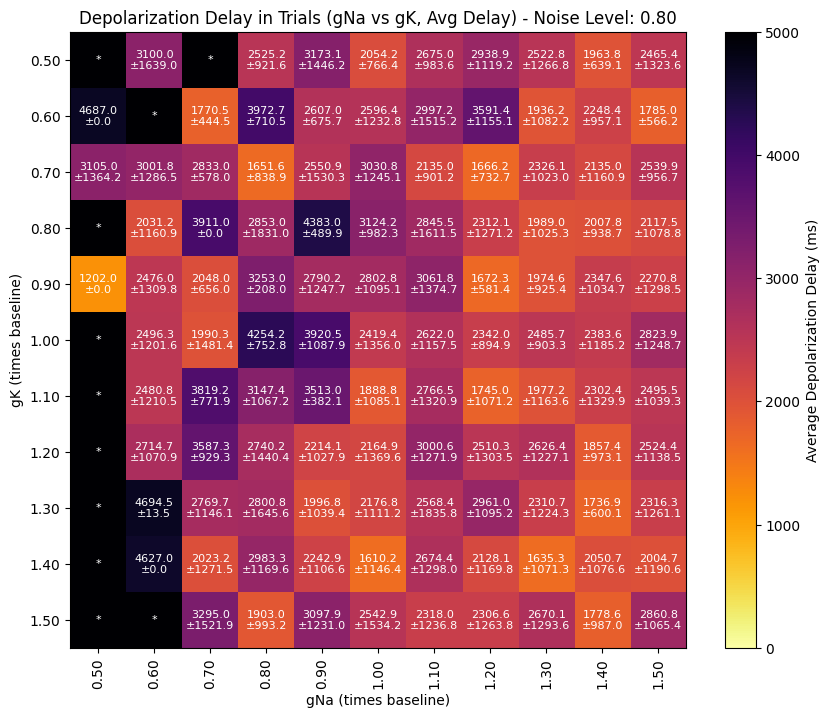 Depolarization Delay in Trials (gNa vs gK, Avg Delay) - Noise Level: 0.80
0.50 * 3100.0 * 2525.2 3173.1 2054.2 2675.0 2938.9 2522.8 1963.8 2465.4
±1639.0 ±921.6 ±1446.2 ±766.4 ±983.6 ±1119.2 ±1266.8 ±639.1 ±1323.6
0.60 4687.0 * 1770.5 3972.7 2607.0 2596.4 2997.2 3591.4 1936.2 2248.4 1785.0
±0.0 ±444.5 ±710.5 ±675.7 ±1232.8 ±1515.2 ±1155.1 ±1082.2 ±957.1 ±566.2
0.70 3105.0 3001.8 2833.0 1651.6 2550.9 3030.8 2135.0 1666.2 2326.1 2135.0 2539.9
±1364.2 ±1286.5 ±578.0 ±838.9 ±1530.3 ±1245.1 ±901.2 ±732.7 ±1023.0 ±1160.9 ±956.7
0.80 * 2031.2 3911.0 2853.0 4383.0 3124.2 2845.5 2312.1 1989.0 2007.8 2117.5
±1160.9 ±0.0 ±1831.0 ±489.9 ±982.3 ±1611.5 ±1271.2 ±1025.3 ±938.7 ±1078.8
0.90 1202.0 2476.0 2048.0 3253.0 2790.2 2802.8 3061.8 1672.3 1974.6 2347.6 2270.8
±0.0 ±1309.8 ±656.0 ±208.0 ±1247.7 ±1095.1 ±1374.7 ±581.4 ±925.4 ±1034.7 ±1298.5
1.00 * 2496.3 1990.3 4254.2 3920.5 2419.4 2622.0 2342.0 2485.7 2383.6 2823.9
±1201.6 ±1481.4 ±752.8 ±1087.9 ±1356.0 ±1157.5 ±894.9 ±903.3 ±1185.2 ±1248.7
1.10 * 2480.8 3819.2 3147.4 3513.0 1888.8 2766.5 1745.0 1977.2 2302.4 2495.5
±1210.5 ±771.9 ±1067.2 ±382.1 ±1085.1 ±1320.9 ±1071.2 ±1163.6 ±1329.9 ±1039.3
1.20 * 2714.7 3587.3 2740.2 2214.1 2164.9 3000.6 2510.3 2626.4 1857.4 2524.4
±1070.9 ±929.3 ±1440.4 ±1027.9 ±1369.6 ±1271.9 ±1303.5 ±1227.1 ±973.1 ±1138.5
1.30 * 4694.5 2769.7 2800.8 1996.8 2176.8 2568.4 2961.0 2310.7 1736.9 2316.3
±13.5 ±1146.1 ±1645.6 ±1039.4 ±1111.2 ±1835.8 ±1095.2 ±1224.3 ±600.1 ±1261.1
1.40 * 4627.0 2023.2 2983.3 2242.9 1610.2 2674.4 2128.1 1635.3 2050.7 2004.7
±0.0 ±1271.5 ±1169.6 ±1106.6 ±1146.4 ±1298.0 ±1169.8 ±1071.3 ±1076.6 ±1190.6
1.50 * * 3295.0 1903.0 3097.9 2542.9 2318.0 2306.6 2670.1 1778.6 2860.8
±1521.9 ±993.2 ±1231.0 ±1534.2 ±1236.8 ±1263.8 ±1293.6 ±987.0 ±1065.4
0.50 0.60 0.70 0.80 0.90 1.00 1.10 1.20 1.30 1.40 1.50
gNa (times baseline)
gK (times baseline)
5000
4000
3000
2000
1000
0
Average Depolarization Delay (ms)